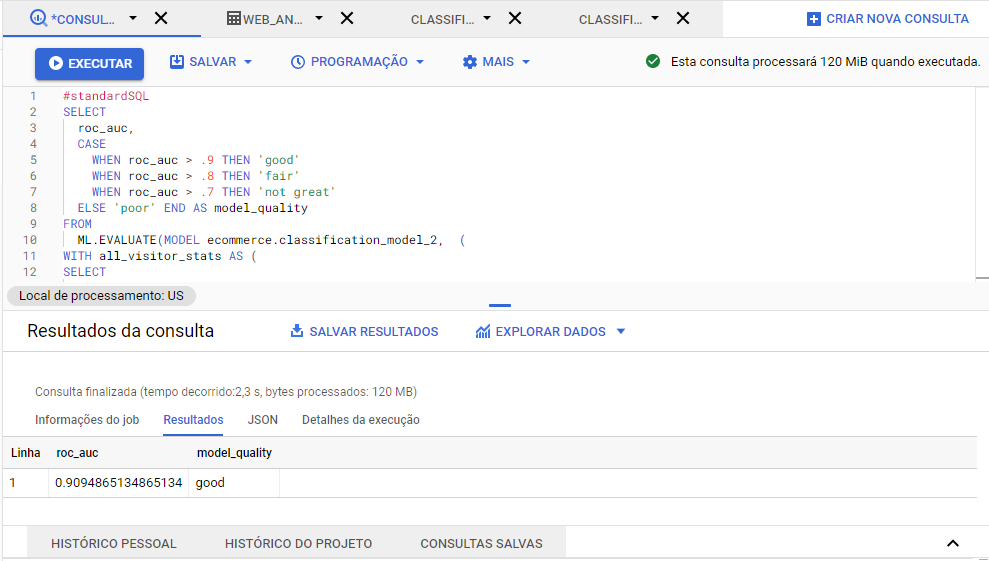 *CONSUL... WEB_AN... CLASSIFI... CLASSIFI... CRIAR NOVA CONSULTA
EXECUTAR SALVAR PROGRAMAÇÃO MAIS Esta consulta processará 120 MiB quando executada.
1 #standardSQL
2 SELECT
3 roc_auc,
4 CASE
5 WHEN roc_auc > .9 THEN 'good'
6 WHEN roc_auc > .8 THEN 'fair'
7 WHEN roc_auc > .7 THEN 'not great'
8 ELSE 'poor' END AS model_quality
9 FROM
10 ML.EVALUATE(MODEL ecommerce.classification_model_2, (
11 WITH all_visitor_stats AS (
12 SELECT
Local de processamento: US
Resultados da consulta SALVAR RESULTADOS EXPLORAR DADOS
Consulta finalizada (tempo decorrido:2,3 s, bytes processados: 120 MB)
Informações do job Resultados JSON Detalhes da execução
Linha roc_auc model_quality
1 0.9094865134865134 good
HISTÓRICO PESSOAL HISTÓRICO DO PROJETO CONSULTAS SALVAS